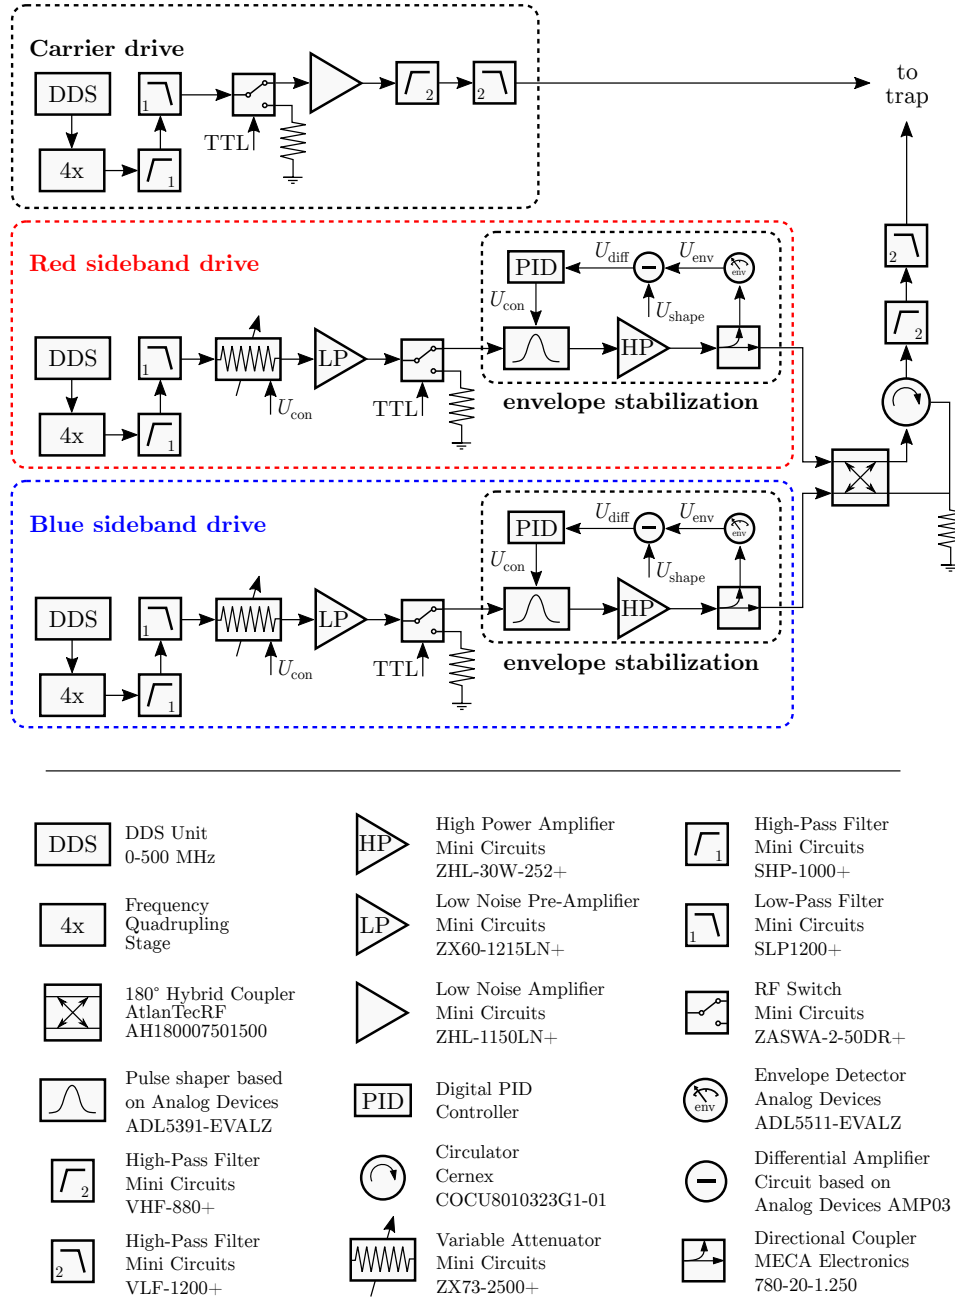 Carrier drive
DDS
4x
1
1
TTL
2
2
to
trap
Red sideband drive
DDS
4x
1
1
U_con
LP
TTL
PID
U_con
U_diff
−
U_env
env
U_shape
HP
envelope stabilization
2
2
Blue sideband drive
DDS
4x
1
1
U_con
LP
TTL
PID
U_con
U_diff
−
U_env
env
U_shape
HP
envelope stabilization
DDS
DDS Unit
0-500 MHz
4x
Frequency
Quadrupling
Stage
180° Hybrid Coupler
AtlanTecRF
AH180007501500
Pulse shaper based
on Analog Devices
ADL5391-EVALZ
2
High-Pass Filter
Mini Circuits
VHF-880+
2
High-Pass Filter
Mini Circuits
VLF-1200+
HP
High Power Amplifier
Mini Circuits
ZHL-30W-252+
LP
Low Noise Pre-Amplifier
Mini Circuits
ZX60-1215LN+
Low Noise Amplifier
Mini Circuits
ZHL-1150LN+
PID
Digital PID
Controller
Circulator
Cernex
COCU8010323G1-01
Variable Attenuator
Mini Circuits
ZX73-2500+
1
High-Pass Filter
Mini Circuits
SHP-1000+
1
Low-Pass Filter
Mini Circuits
SLP1200+
RF Switch
Mini Circuits
ZASWA-2-50DR+
env
Envelope Detector
Analog Devices
ADL5511-EVALZ
−
Differential Amplifier
Circuit based on
Analog Devices AMP03
Directional Coupler
MECA Electronics
780-20-1.250